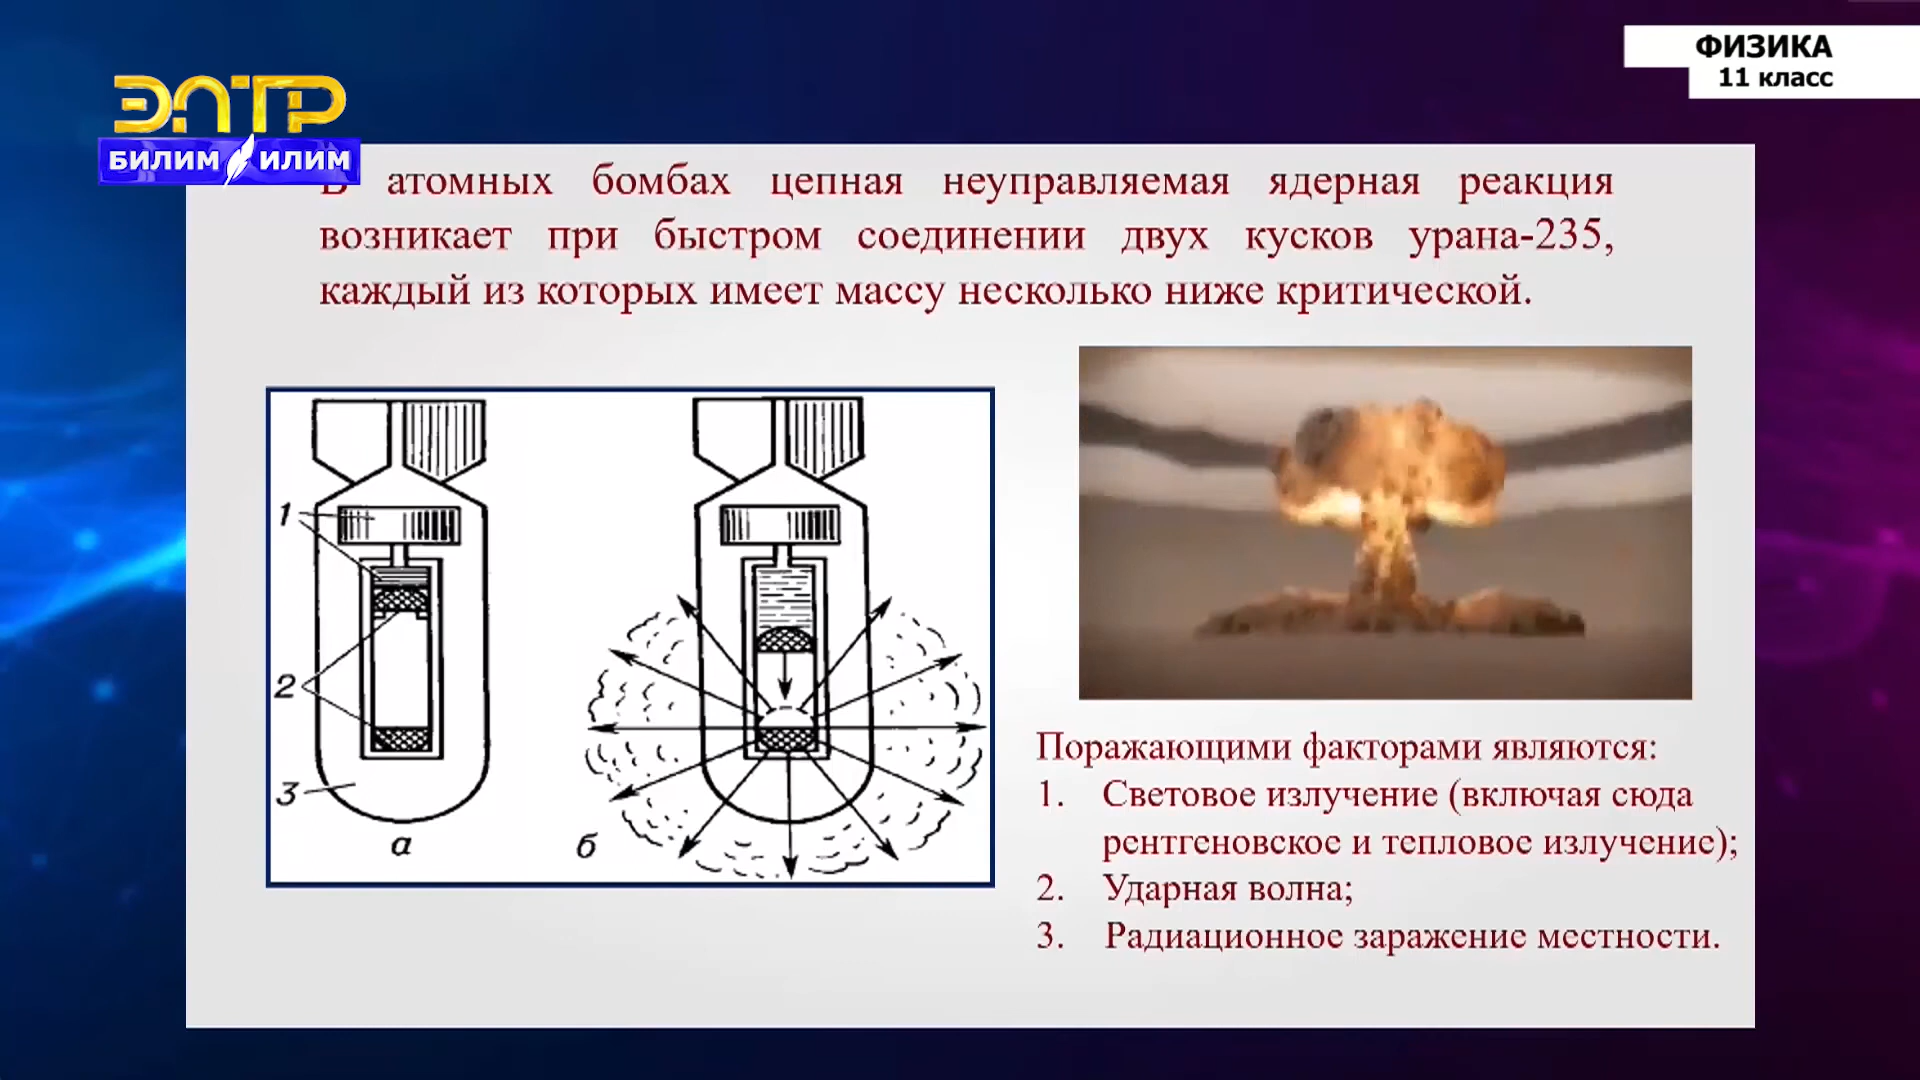 ФИЗИКА
11 класс
ЭЛТР
БИЛИМ ИЛИМ
В атомных бомбах цепная неуправляемая ядерная реакция
возникает при быстром соединении двух кусков урана-235,
каждый из которых имеет массу несколько ниже критической.
1
2
3
а
б
Поражающими факторами являются:
1. Световое излучение (включая сюда
рентгеновское и тепловое излучение);
2. Ударная волна;
3. Радиационное заражение местности.